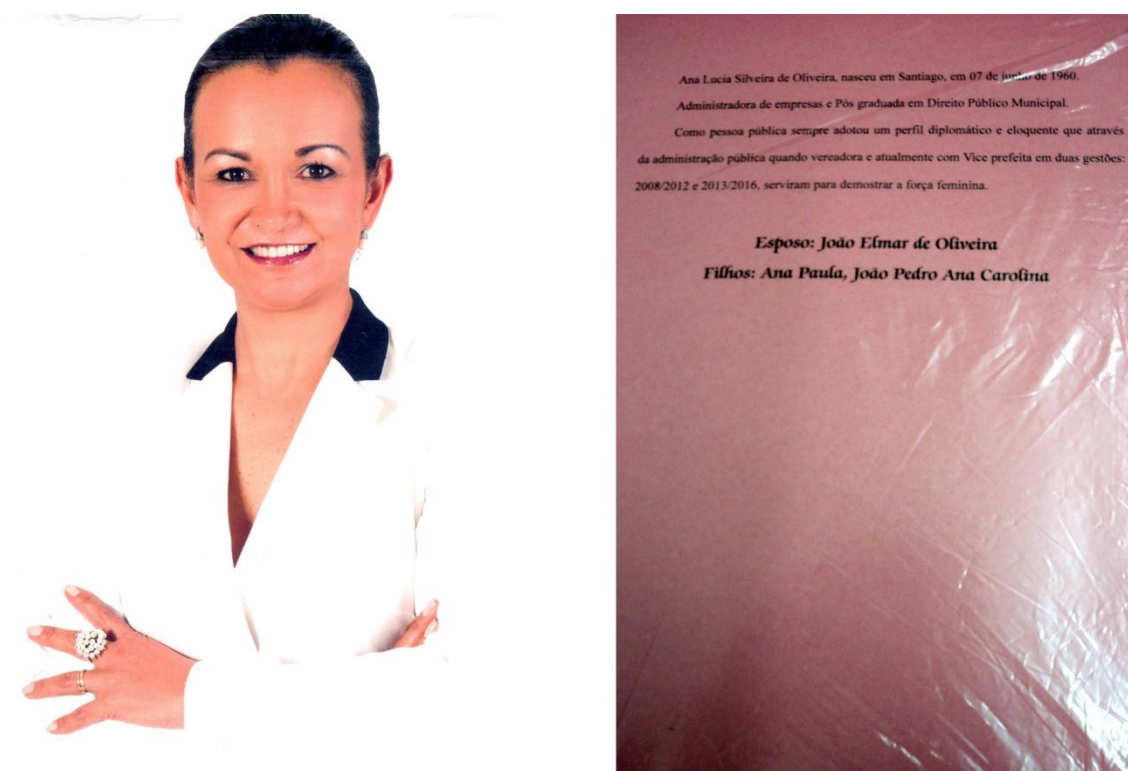 Ana Lucia Silveira de Oliveira, nasceu em Santiago, em 07 de junho de 1960.
Administradora de empresas e Pós graduada em Direito Público Municipal.
Como pessoa pública sempre adotou um perfil diplomático e eloquente que através
da administração pública quando vereadora e atualmente com Vice prefeita em duas gestões:
2008/2012 e 2013/2016, serviram para demostrar a força feminina.
Esposo: João Elmar de Oliveira
Filhos: Ana Paula, João Pedro Ana Carolina